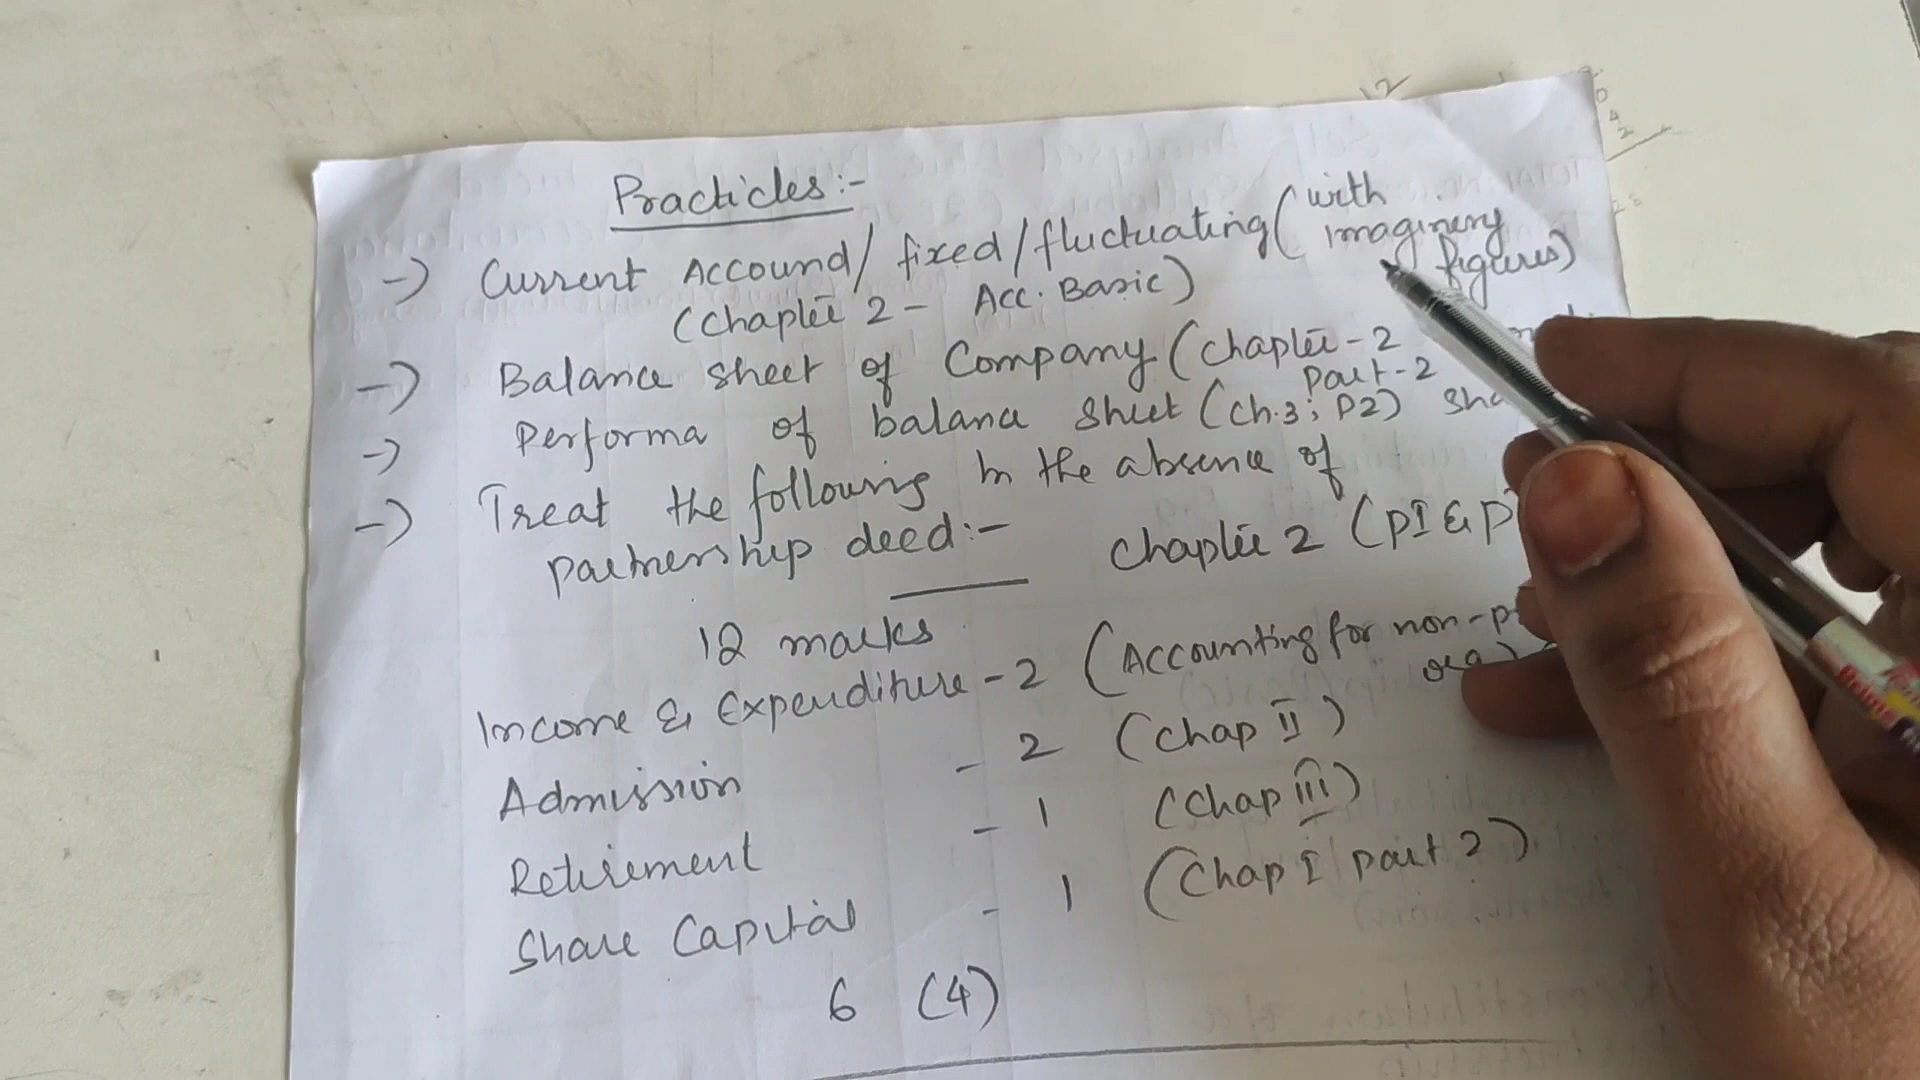 Practicles:-
-) Current Accound/ fixed/fluctuating (with imaginery figures)
(Chapter 2 - Acc. Basic)
-) Balance sheet of Company (Chapter-2 Part-2
-) Performa of balance sheet (Ch.3; P2)
-) Treat the following in the absence of
partnership deed:- Chapter 2 (PI &
12 marks
Income & Expenditure - 2 (Accounting for non-
Admission - 2 (Chap II)
Retirement - 1 (Chap III)
Share Capital - 1 (Chap I part 2)
6 (4)
12